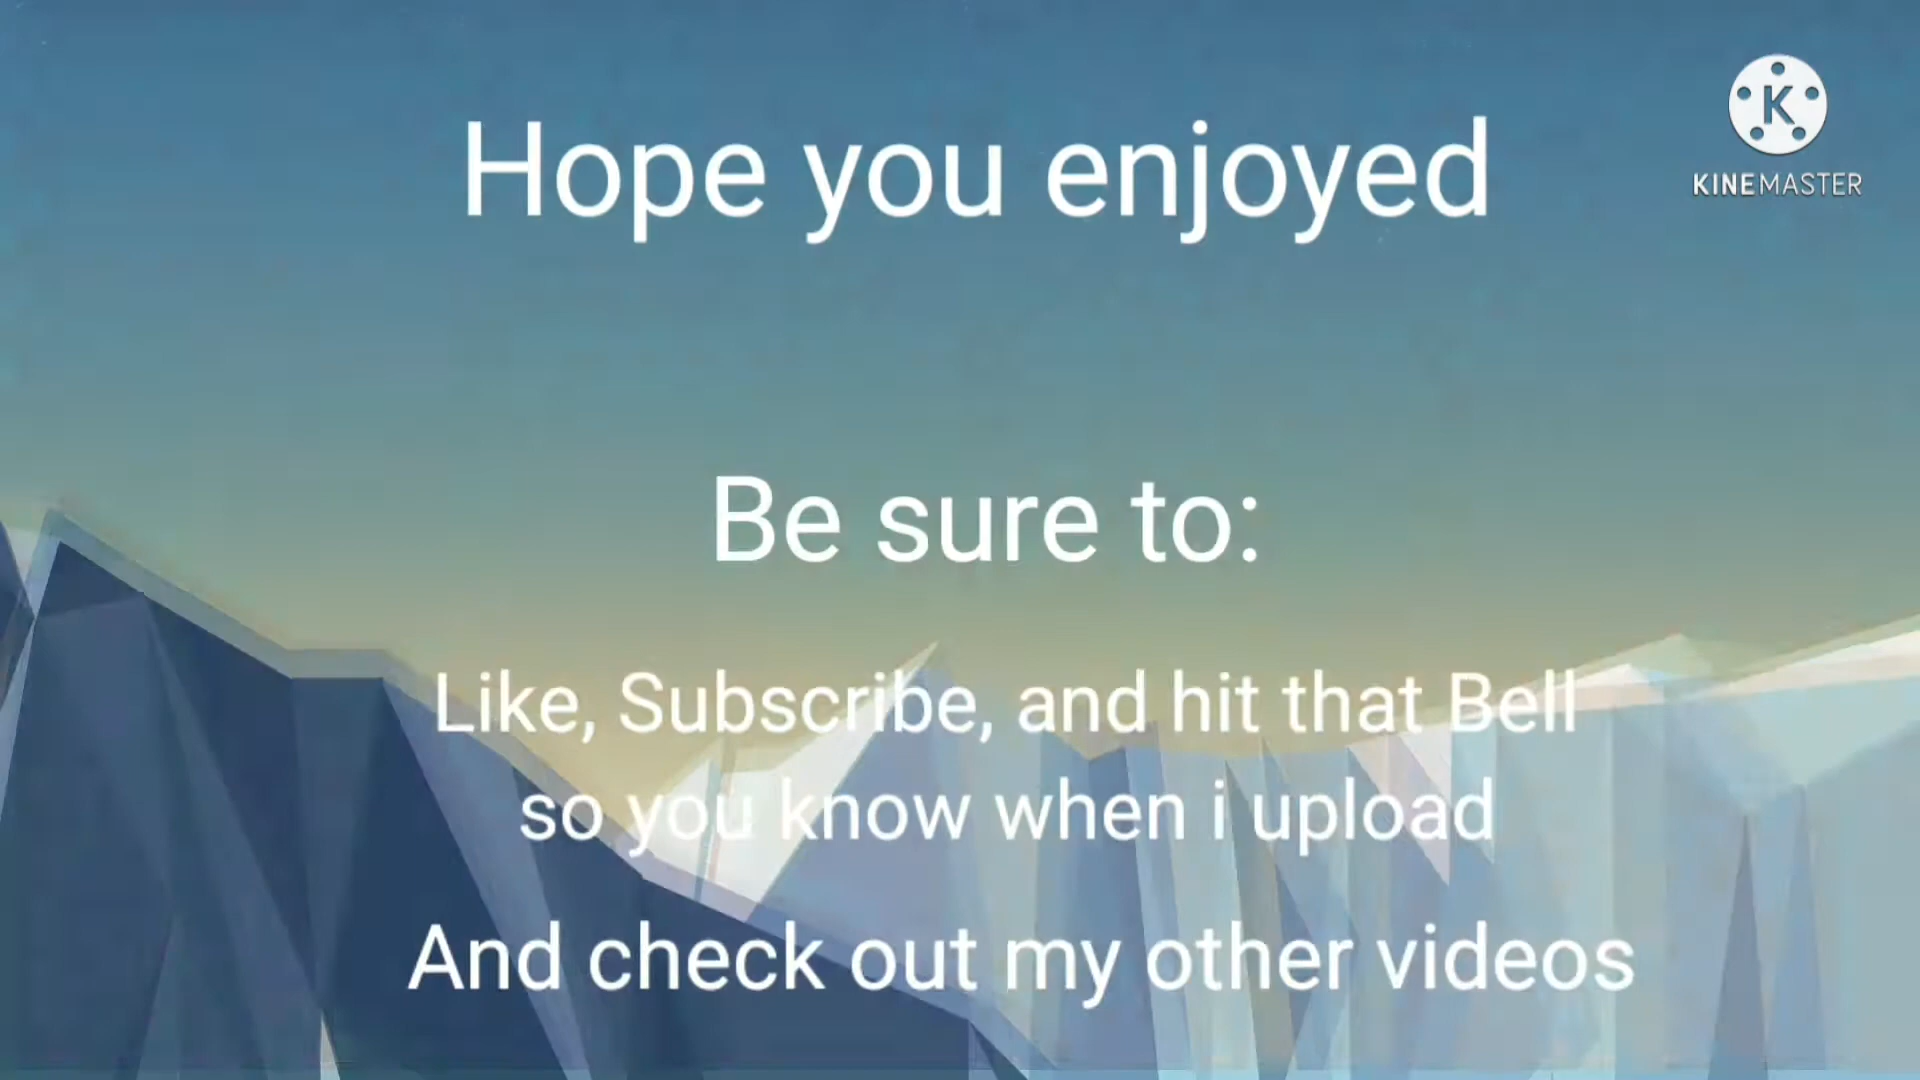 Hope you enjoyed
K
KINEMASTER
Be sure to:
Like, Subscribe, and hit that Bell
so you know when i upload
And check out my other videos